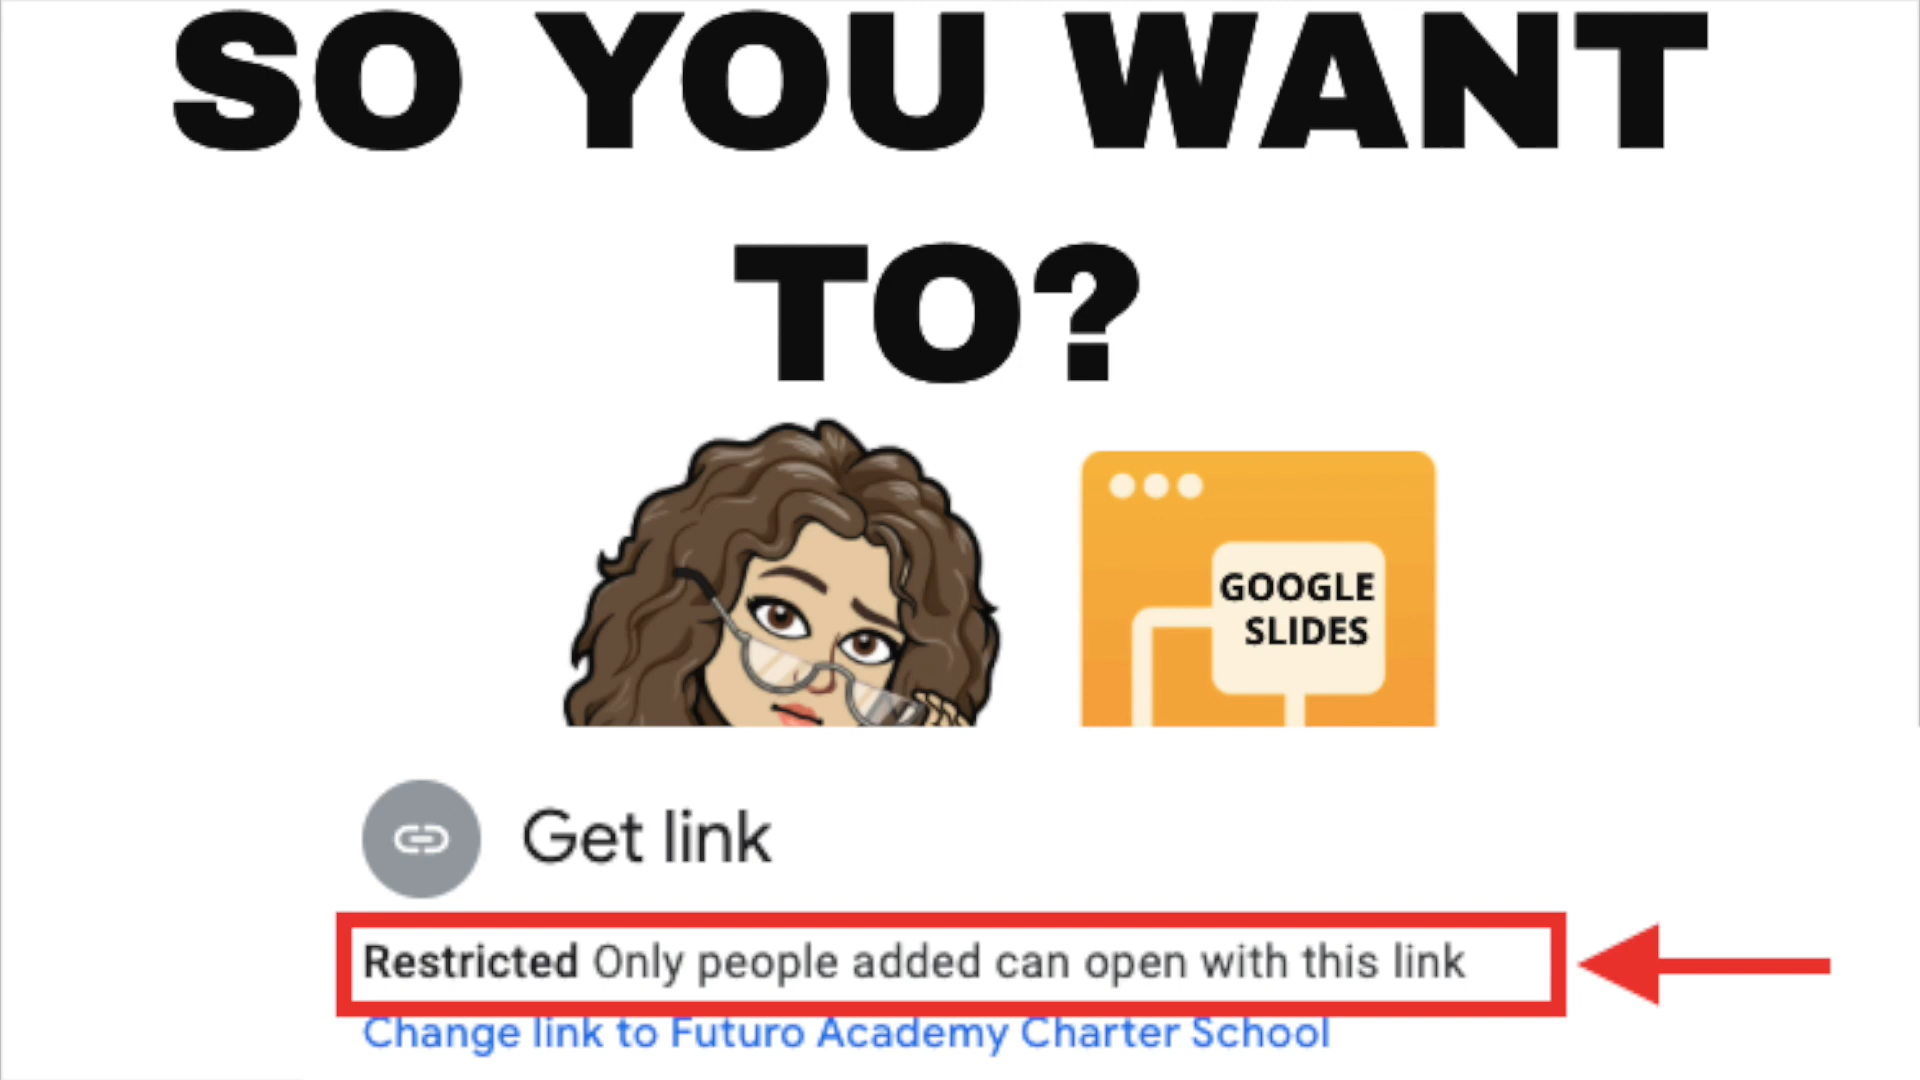 SO YOU WANT
TO?
GOOGLE
SLIDES
Get link
Restricted Only people added can open with this link
Change link to Futuro Academy Charter School